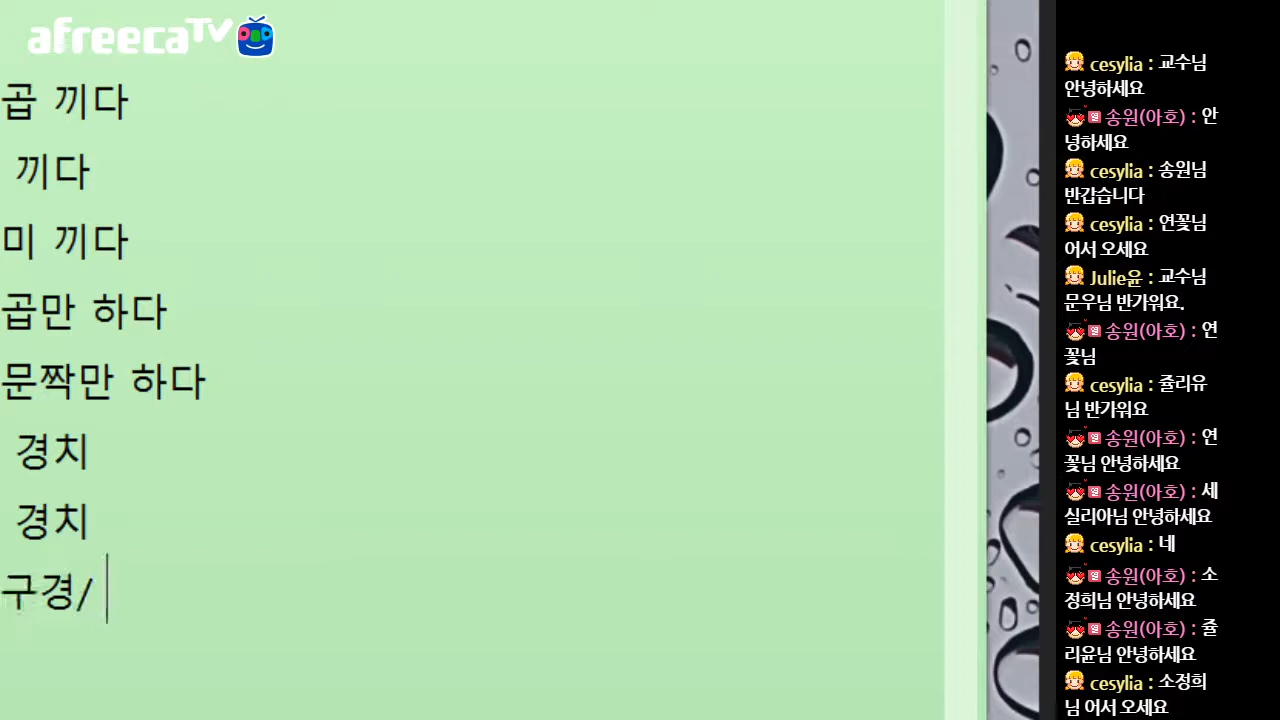 afreecaTV
곱 끼다
끼다
미 끼다
곱만 하다
문짝만 하다
경치
경치
구경/
cesylia : 교수님
안녕하세요
송원(아호) : 안
녕하세요
cesylia : 송원님
반갑습니다
cesylia : 연꽃님
어서 오세요
Julie윤 : 교수님
문우님 반가워요.
송원(아호) : 연
꽃님
cesylia : 쥴리유
님 반가워요
송원(아호) : 연
꽃님 안녕하세요
송원(아호) : 세
실리아님 안녕하세요
cesylia : 네
송원(아호) : 소
정희님 안녕하세요
송원(아호) : 쥴
리윤님 안녕하세요
cesylia : 소정희
님 어서 오세요